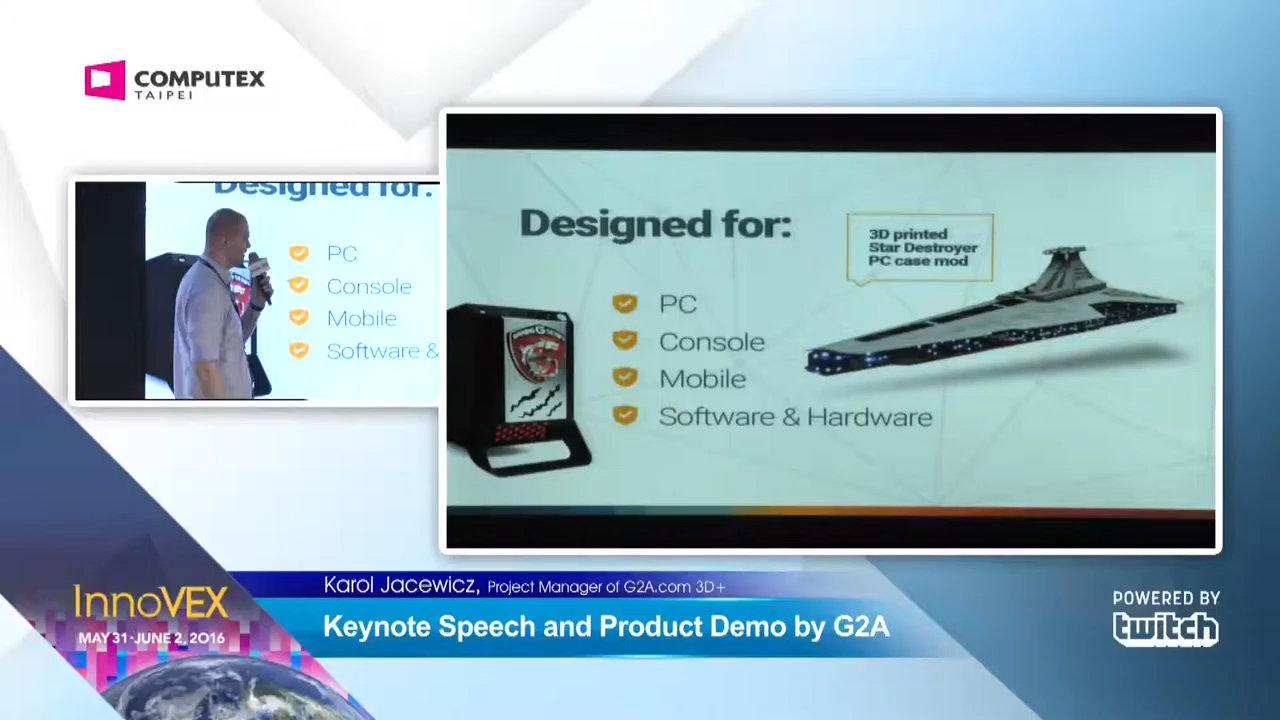 COMPUTEX
TAIPEI
Designed for:
PC
Console
Mobile
Software &
Designed for:
3D printed
Star Destroyer
PC case mod
PC
Console
Mobile
Software & Hardware
Karol Jacewicz, Project Manager of G2A.com 3D+
Keynote Speech and Product Demo by G2A
InnoVEX
MAY 31-JUNE 2, 2016
POWERED BY
twitch